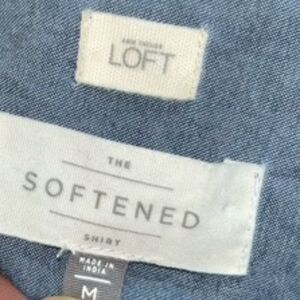 ANN TAYLOR
LOFT
THE
SOFTENED
SHIRT
MADE IN
INDIA
M